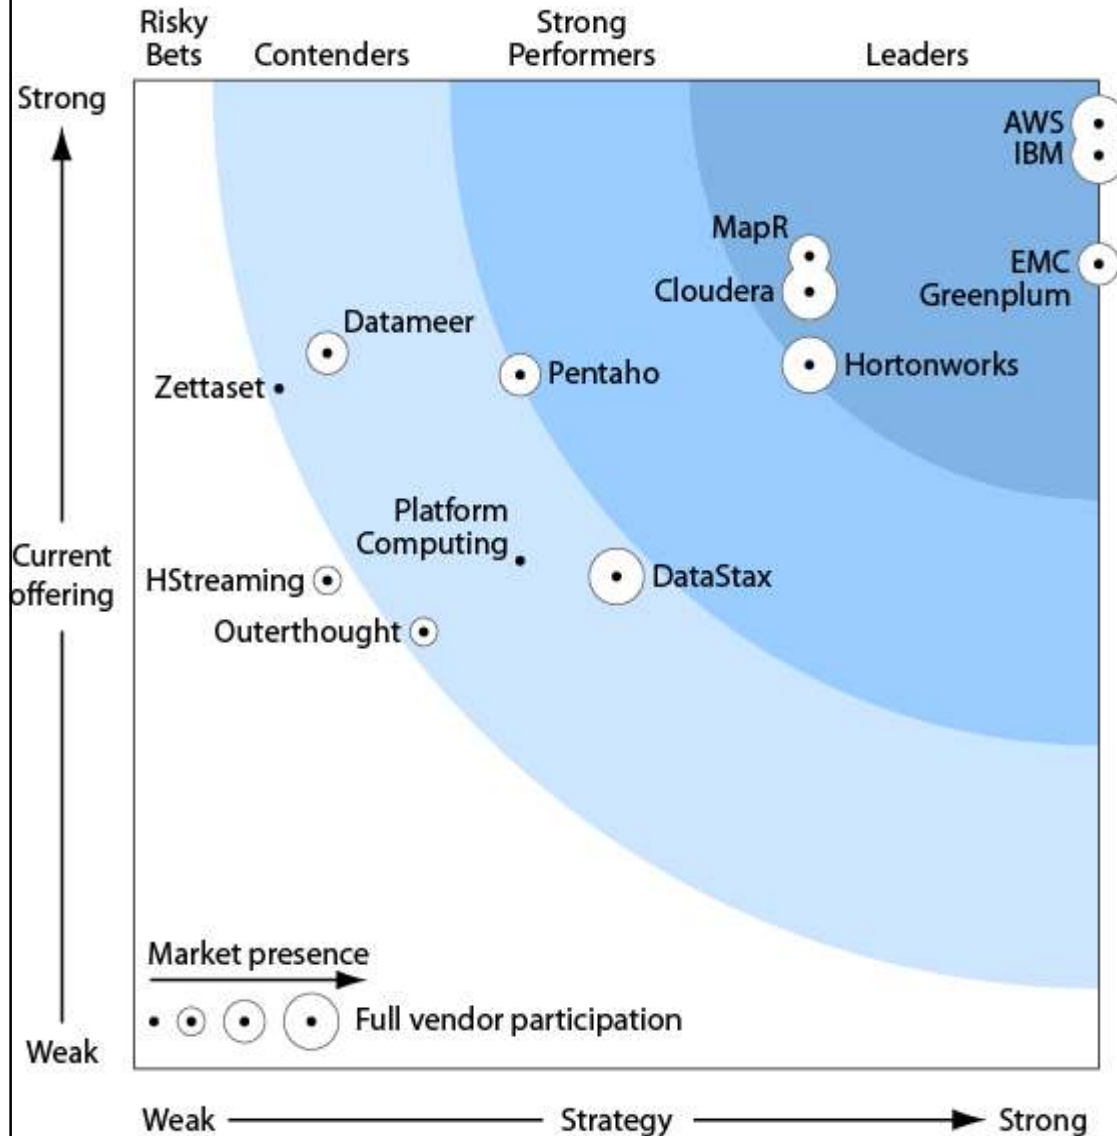 Risky
Bets
Contenders
Strong
Performers
Leaders
Strong
AWS
IBM
MapR
EMC
Greenplum
Cloudera
Datameer
Hortonworks
Pentaho
Zettaset
Platform
Computing
Current
offering
HStreaming
DataStax
Outerthought
Market presence
Full vendor participation
Weak
Weak
Strategy
Strong